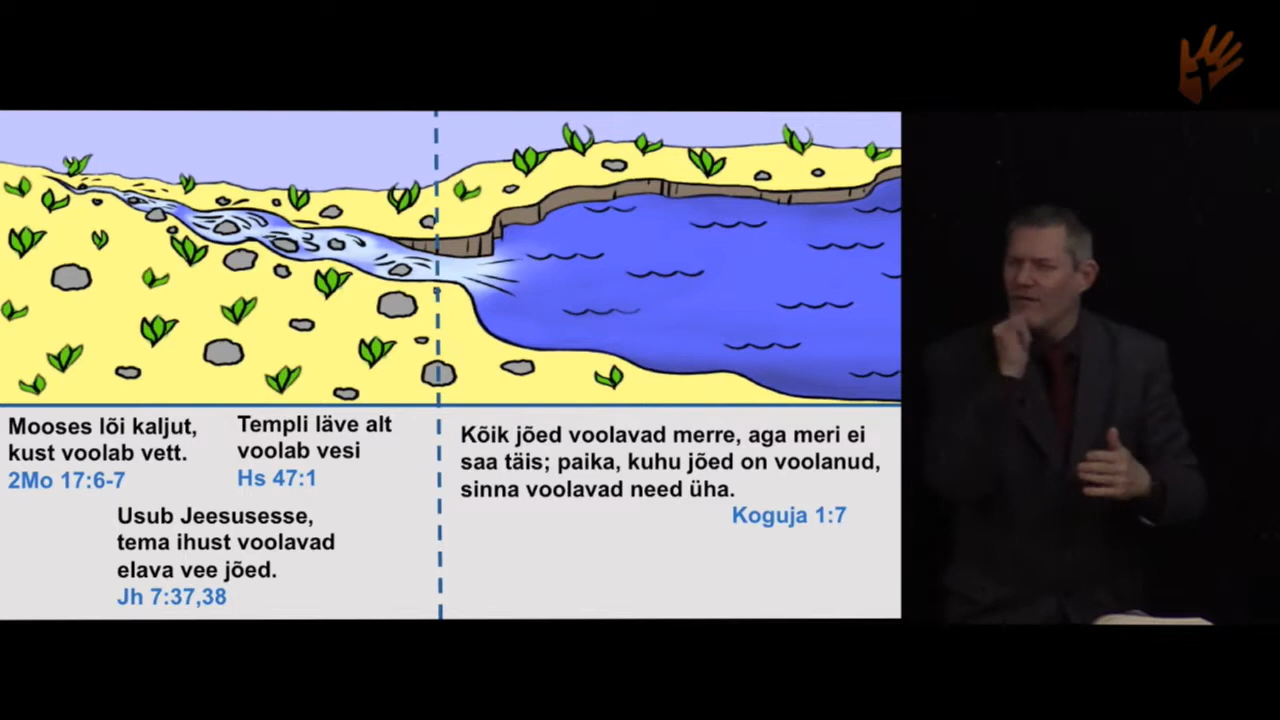 Mooses lõi kaljut,
kust voolab vett.
2Mo 17:6-7
Templi läve alt
voolab vesi
Hs 47:1
Usub Jeesusesse,
tema ihust voolavad
elava vee jõed.
Jh 7:37,38
Kõik jõed voolavad merre, aga meri ei
saa täis; paika, kuhu jõed on voolanud,
sinna voolavad need üha.
Koguja 1:7